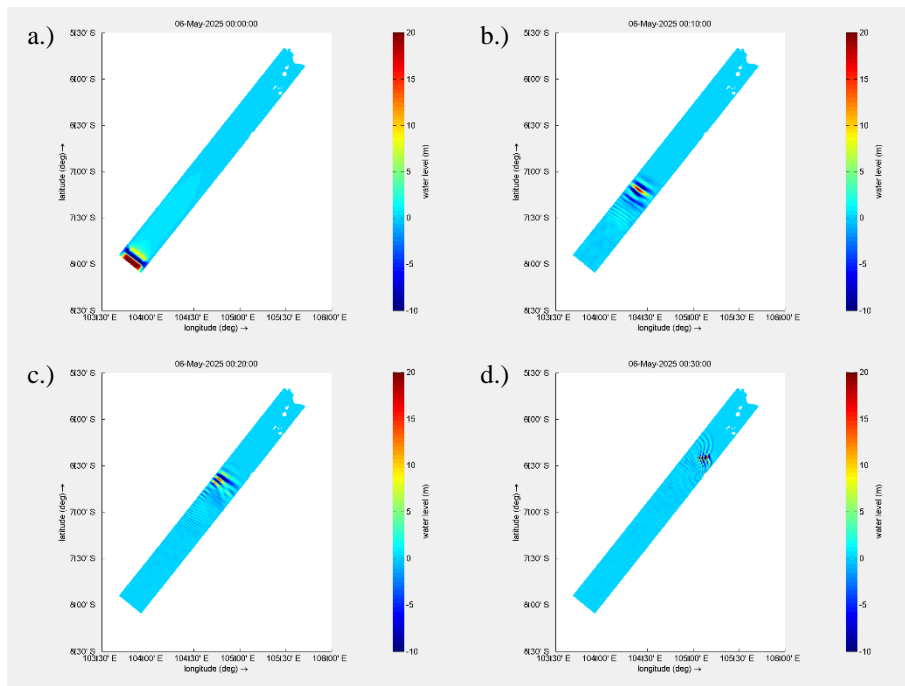 a.)
06-May-2025 00:00:00
5°30' S
6°00' S
6°30' S
7°00' S
7°30' S
8°00' S
8°30' S
103°30' E 104°00' E 104°30' E 105°00' E 105°30' E 106°00' E
latitude (deg) →
longitude (deg) →
20
15
10
5
0
-5
-10
water level (m)
b.)
06-May-2025 00:10:00
5°30' S
6°00' S
6°30' S
7°00' S
7°30' S
8°00' S
8°30' S
103°30' E 104°00' E 104°30' E 105°00' E 105°30' E 106°00' E
latitude (deg) →
longitude (deg) →
20
15
10
5
0
-5
-10
water level (m)
c.)
06-May-2025 00:20:00
5°30' S
6°00' S
6°30' S
7°00' S
7°30' S
8°00' S
8°30' S
103°30' E 104°00' E 104°30' E 105°00' E 105°30' E 106°00' E
latitude (deg) →
longitude (deg) →
20
15
10
5
0
-5
-10
water level (m)
d.)
06-May-2025 00:30:00
5°30' S
6°00' S
6°30' S
7°00' S
7°30' S
8°00' S
8°30' S
103°30' E 104°00' E 104°30' E 105°00' E 105°30' E 106°00' E
latitude (deg) →
longitude (deg) →
20
15
10
5
0
-5
-10
water level (m)